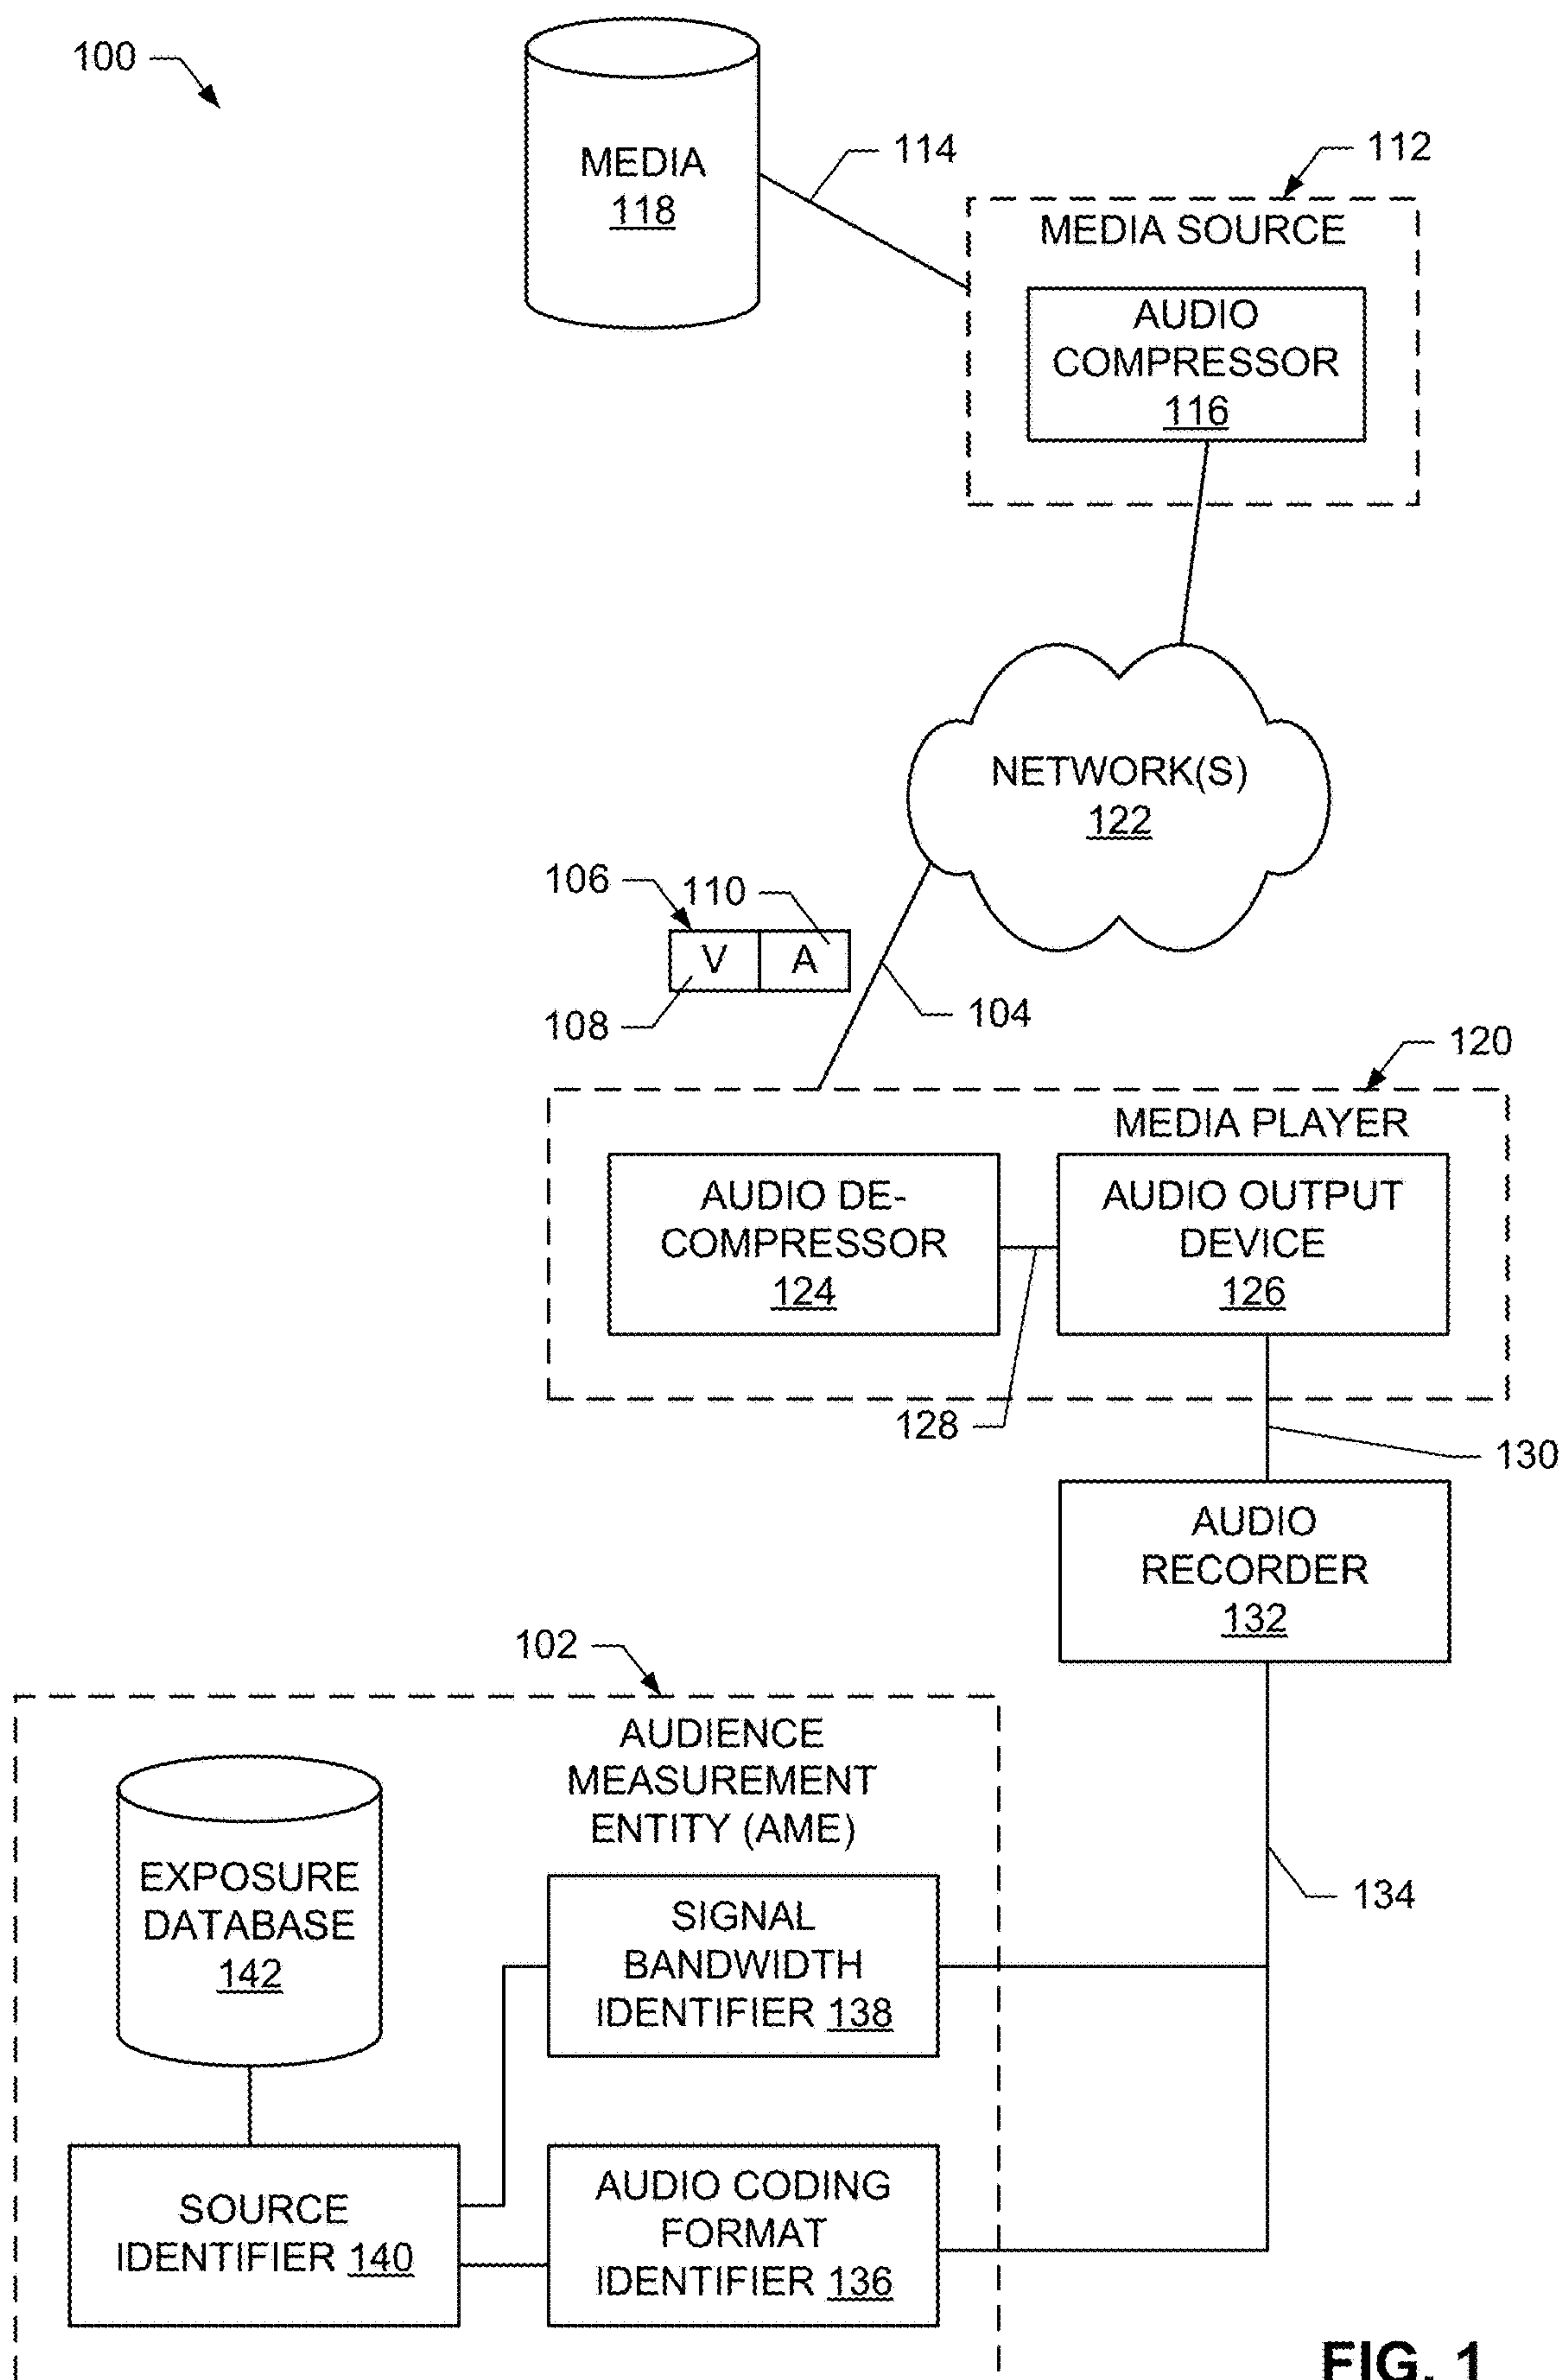 100
MEDIA
118
114
112
MEDIA SOURCE
AUDIO
COMPRESSOR
116
NETWORK(S)
122
106
110
V
A
108
104
120
MEDIA PLAYER
AUDIO DE-
COMPRESSOR
124
AUDIO OUTPUT
DEVICE
126
128
130
AUDIO
RECORDER
132
102
AUDIENCE
MEASUREMENT
ENTITY (AME)
EXPOSURE
DATABASE
142
SIGNAL
BANDWIDTH
IDENTIFIER 138
134
SOURCE
IDENTIFIER 140
AUDIO CODING
FORMAT
IDENTIFIER 136
FIG. 1